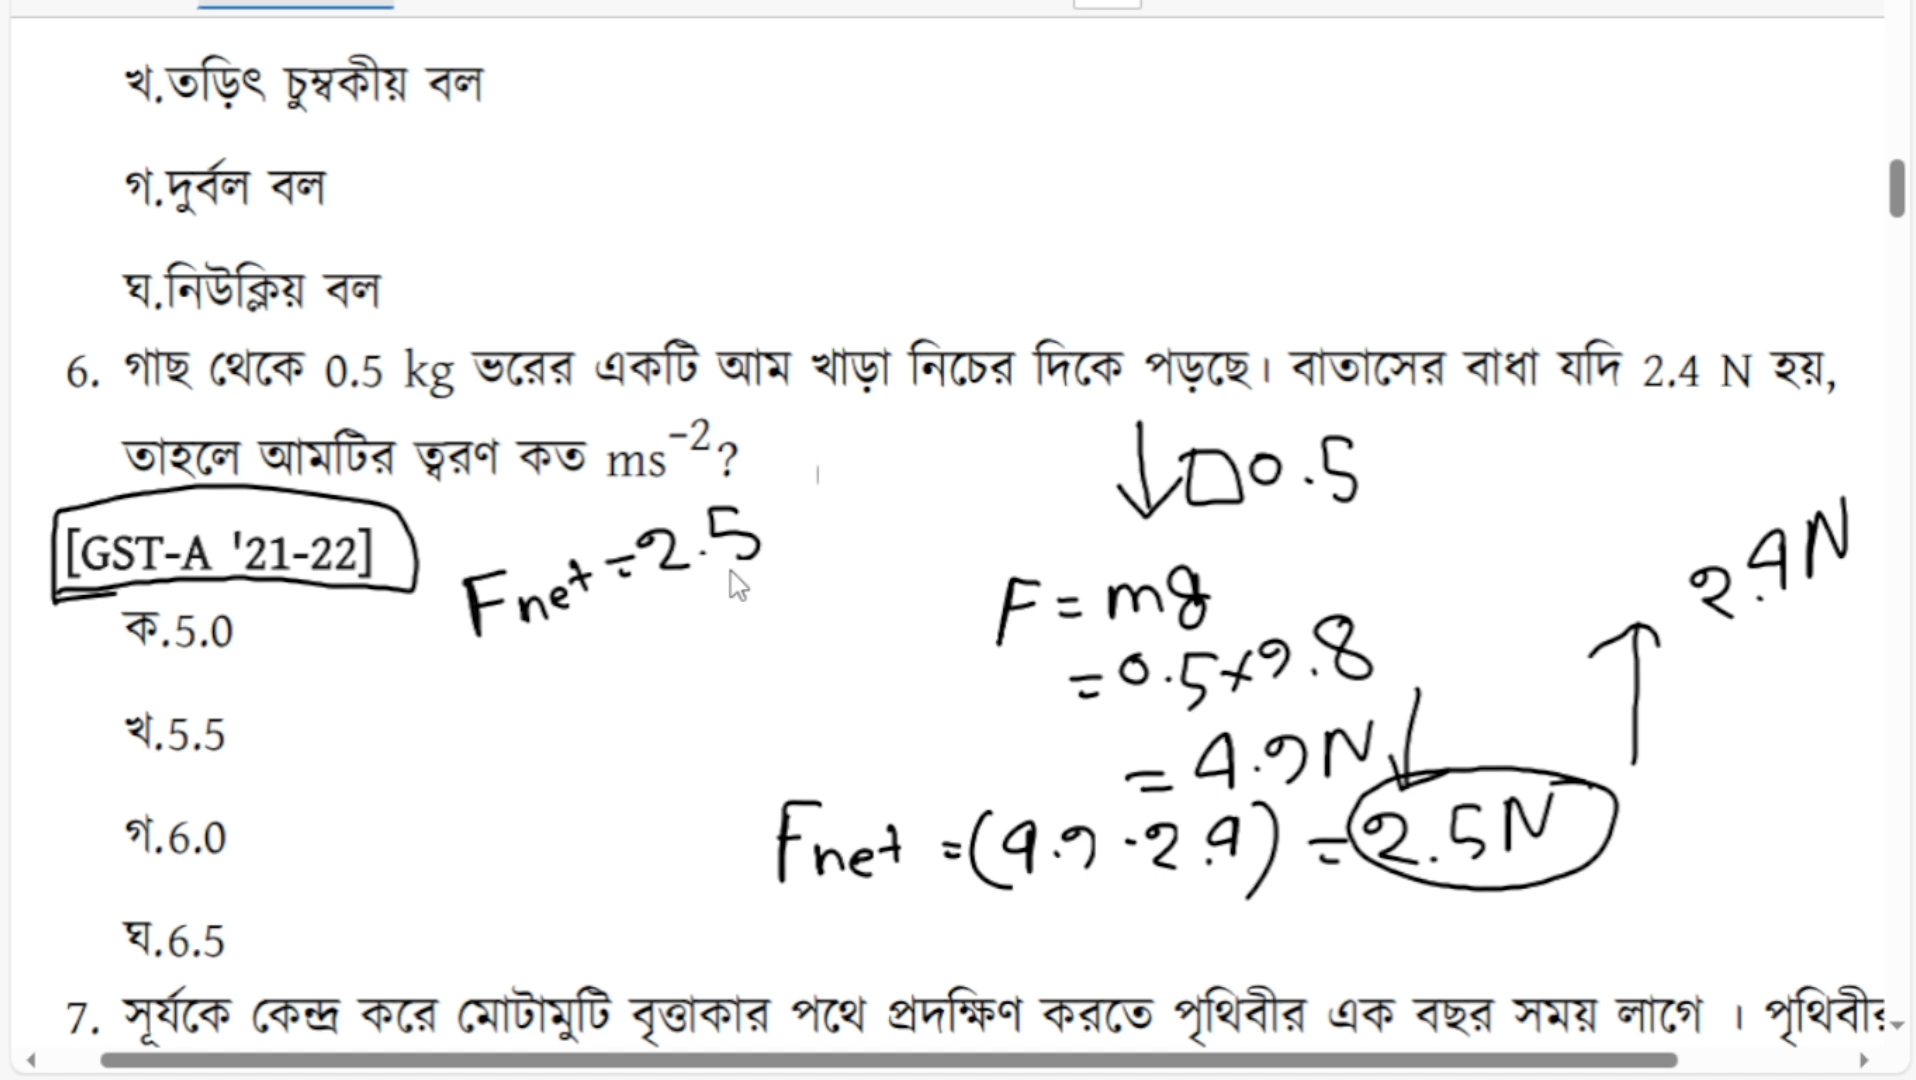 খ.তড়িৎ চুম্বকীয় বল
গ.দুর্বল বল
ঘ.নিউক্লিয় বল
6. গাছ থেকে 0.5 kg ভরের একটি আম খাড়া নিচের দিকে পড়ছে। বাতাসের বাধা যদি 2.4 N হয়,
তাহলে আমটির ত্বরণ কত ms⁻²?
0.5
[GST-A '21-22]
Fnet = 2.5
2.4N
F = mg
ক.5.0
= 0.5×9.8
খ.5.5
= 4.9N
গ.6.0
Fnet = (4.9-2.4) = 2.5N
ঘ.6.5
7. সূর্যকে কেন্দ্র করে মোটামুটি বৃত্তাকার পথে প্রদক্ষিণ করতে পৃথিবীর এক বছর সময় লাগে । পৃথিবীর